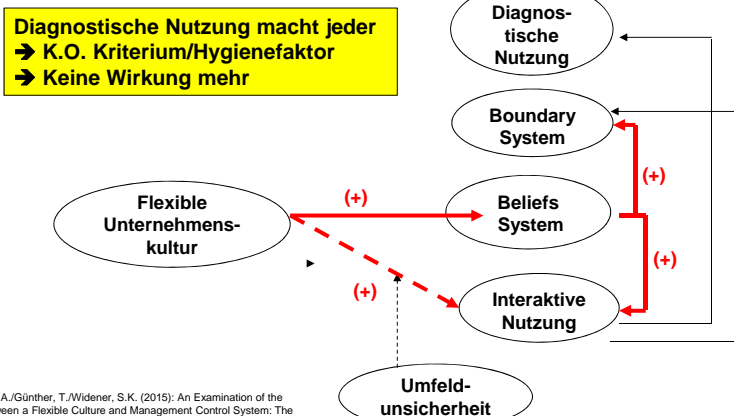 Diagnostische Nutzung macht jeder
➔ K.O. Kriterium/Hygienefaktor
➔ Keine Wirkung mehr
Diagnos-
tische
Nutzung
Boundary
System
(+)
Flexible
Unternehmens-
kultur
(+)
Beliefs
System
(+)
(+)
Interaktive
Nutzung
Umfeld-
unsicherheit
A./Günther, T./Widener, S.K. (2015): An Examination of the
een a Flexible Culture and Management Control System: The